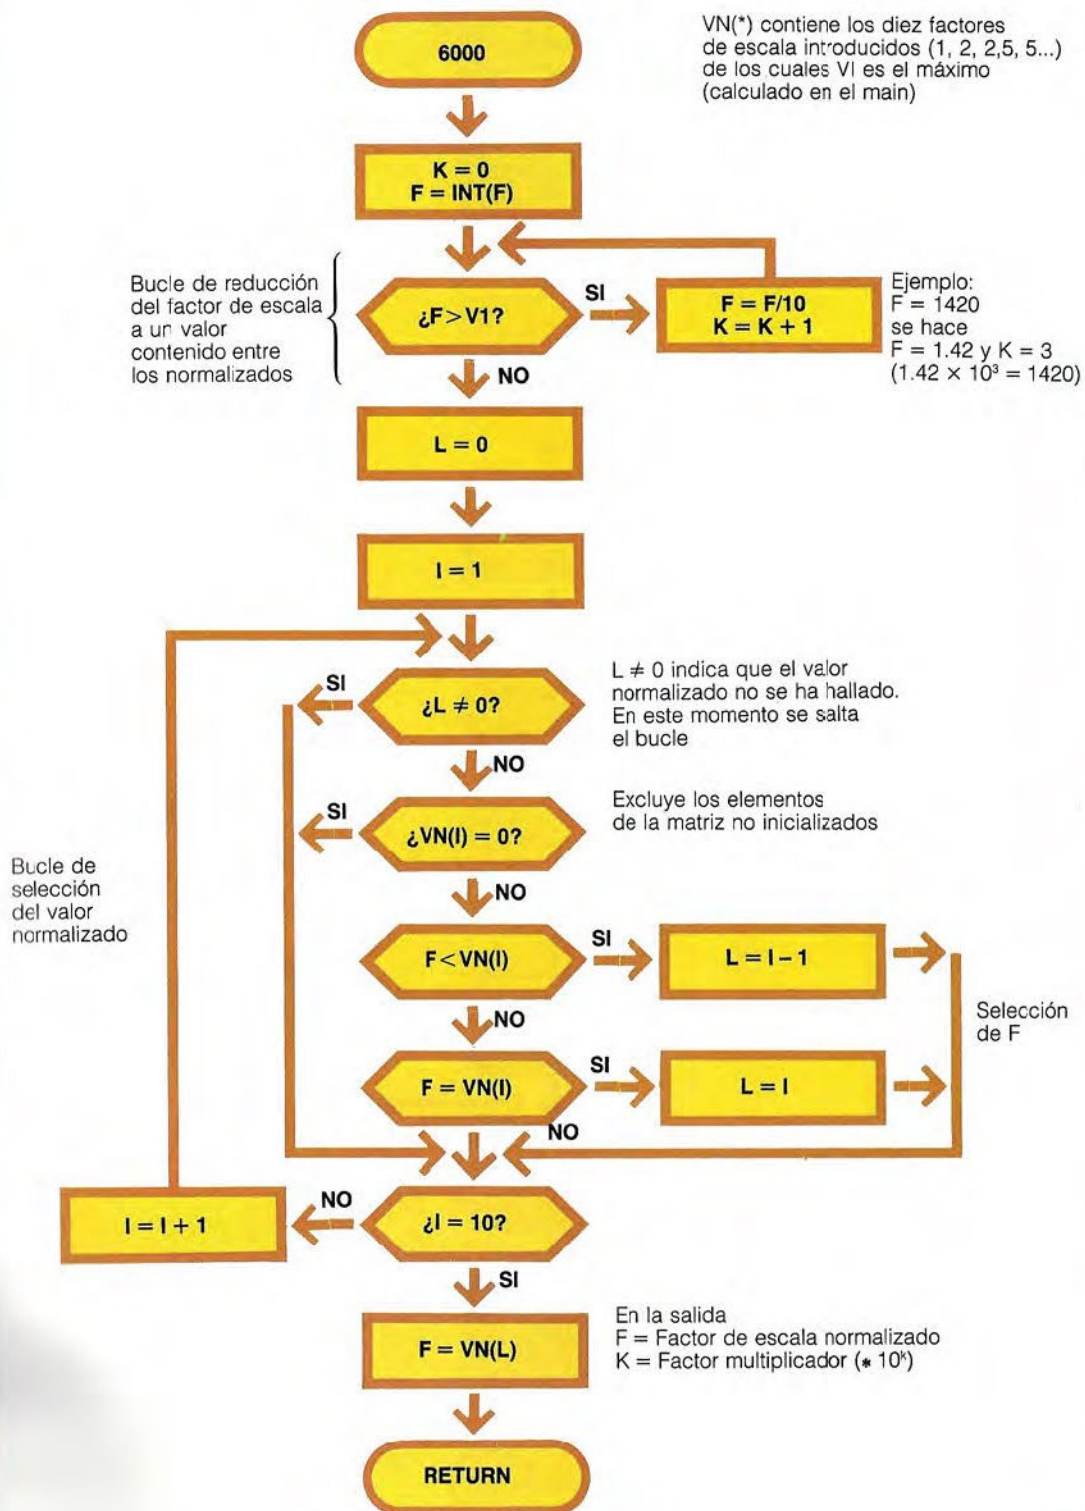 6000
VN(*) contiene los diez factores
de escala introducidos (1, 2, 2,5, 5...)
de los cuales VI es el máximo
(calculado en el main)
K = 0
F = INT(F)
Bucle de reducción
del factor de escala
a un valor
contenido entre
los normalizados
¿F > V1?
SI
F = F/10
K = K + 1
Ejemplo:
F = 1420
se hace
F = 1.42 y K = 3
(1.42 × 10³ = 1420)
NO
L = 0
I = 1
SI
¿L ≠ 0?
L ≠ 0 indica que el valor
normalizado no se ha hallado.
En este momento se salta
el bucle
NO
SI
¿VN(I) = 0?
Excluye los elementos
de la matriz no inicializados
Bucle de
selección
del valor
normalizado
NO
F < VN(I)
SI
L = I – 1
NO
Selección
de F
F = VN(I)
SI
L = I
NO
I = I + 1
NO
¿I = 10?
SI
F = VN(L)
En la salida
F = Factor de escala normalizado
K = Factor multiplicador (* 10ᵏ)
RETURN